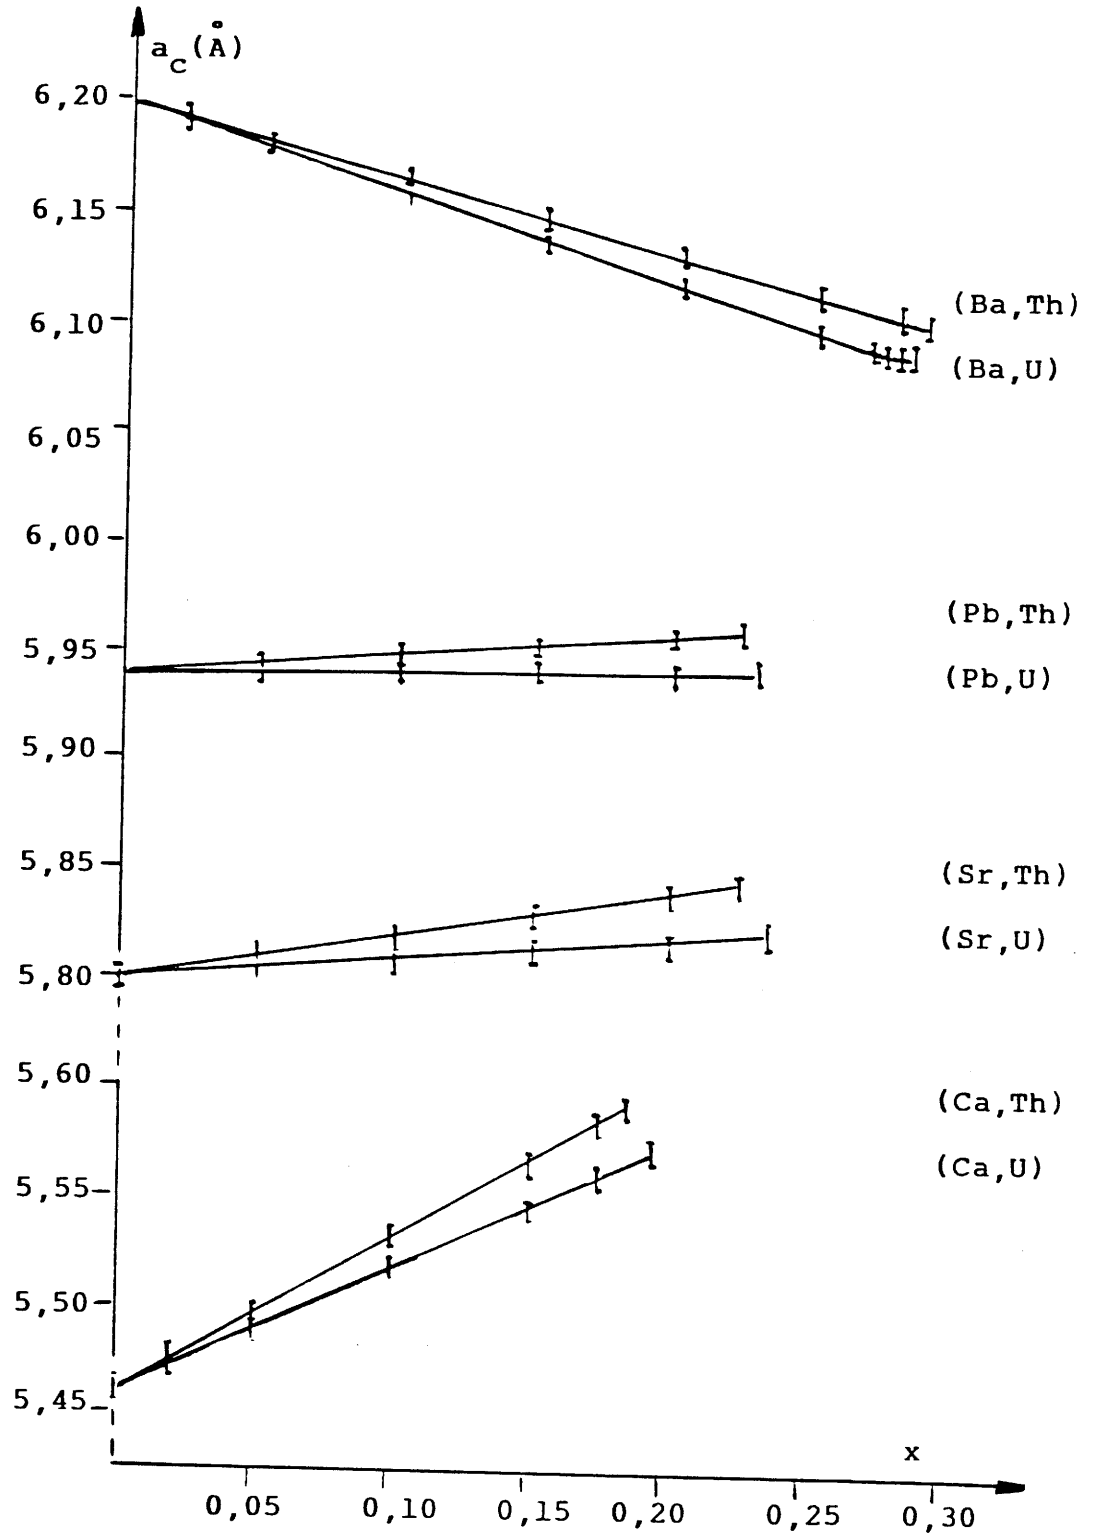 a_c(Å)
6,20
6,15
6,10
(Ba,Th)
(Ba,U)
6,05
6,00
5,95
(Pb,Th)
(Pb,U)
5,90
5,85
(Sr,Th)
(Sr,U)
5,80
5,60
(Ca,Th)
(Ca,U)
5,55
5,50
5,45
x
0,05 0,10 0,15 0,20 0,25 0,30